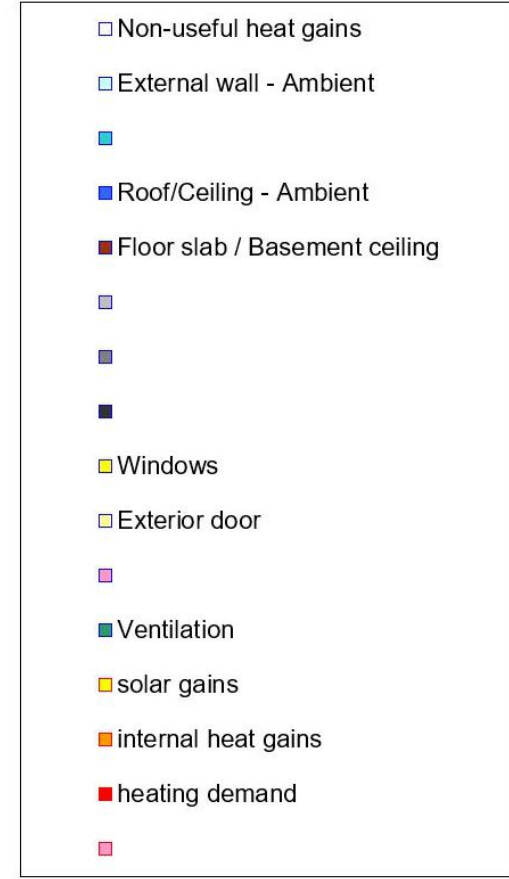 Non-useful heat gains
External wall - Ambient
Roof/Ceiling - Ambient
Floor slab / Basement ceiling
Windows
Exterior door
Ventilation
solar gains
internal heat gains
heating demand